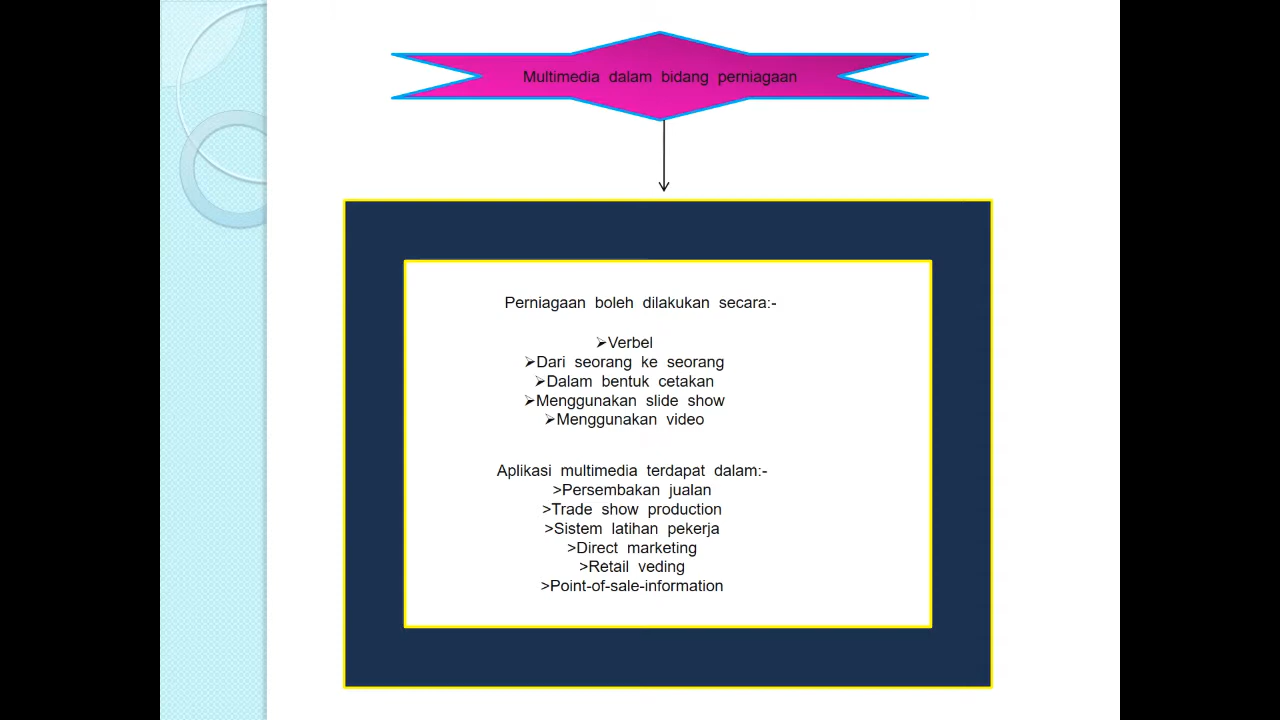 Multimedia dalam bidang perniagaan
Perniagaan boleh dilakukan secara:-
➢Verbel
➢Dari seorang ke seorang
➢Dalam bentuk cetakan
➢Menggunakan slide show
➢Menggunakan video
Aplikasi multimedia terdapat dalam:-
>Persembakan jualan
>Trade show production
>Sistem latihan pekerja
>Direct marketing
>Retail veding
>Point-of-sale-information